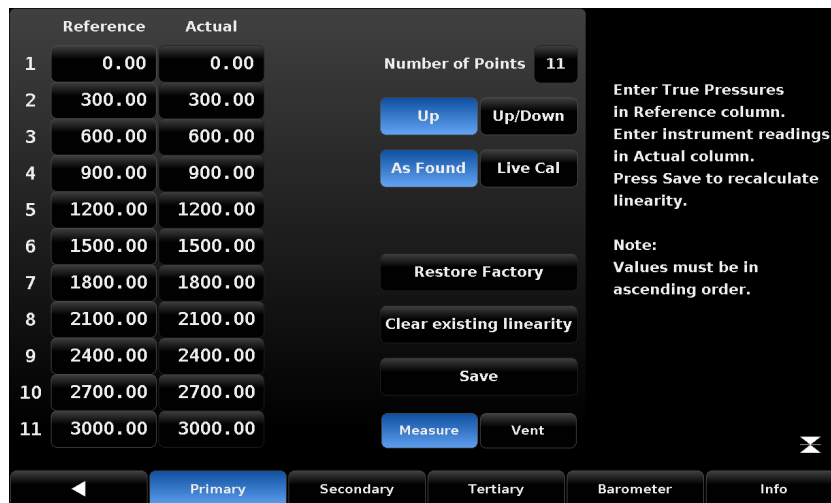 Reference Actual
1 0.00 0.00
2 300.00 300.00
3 600.00 600.00
4 900.00 900.00
5 1200.00 1200.00
6 1500.00 1500.00
7 1800.00 1800.00
8 2100.00 2100.00
9 2400.00 2400.00
10 2700.00 2700.00
11 3000.00 3000.00
Number of Points 11
Up Up/Down
As Found Live Cal
Restore Factory
Clear existing linearity
Save
Measure Vent
Enter True Pressures
in Reference column.
Enter instrument readings
in Actual column.
Press Save to recalculate
linearity.
Note:
Values must be in
ascending order.
Primary Secondary Tertiary Barometer Info